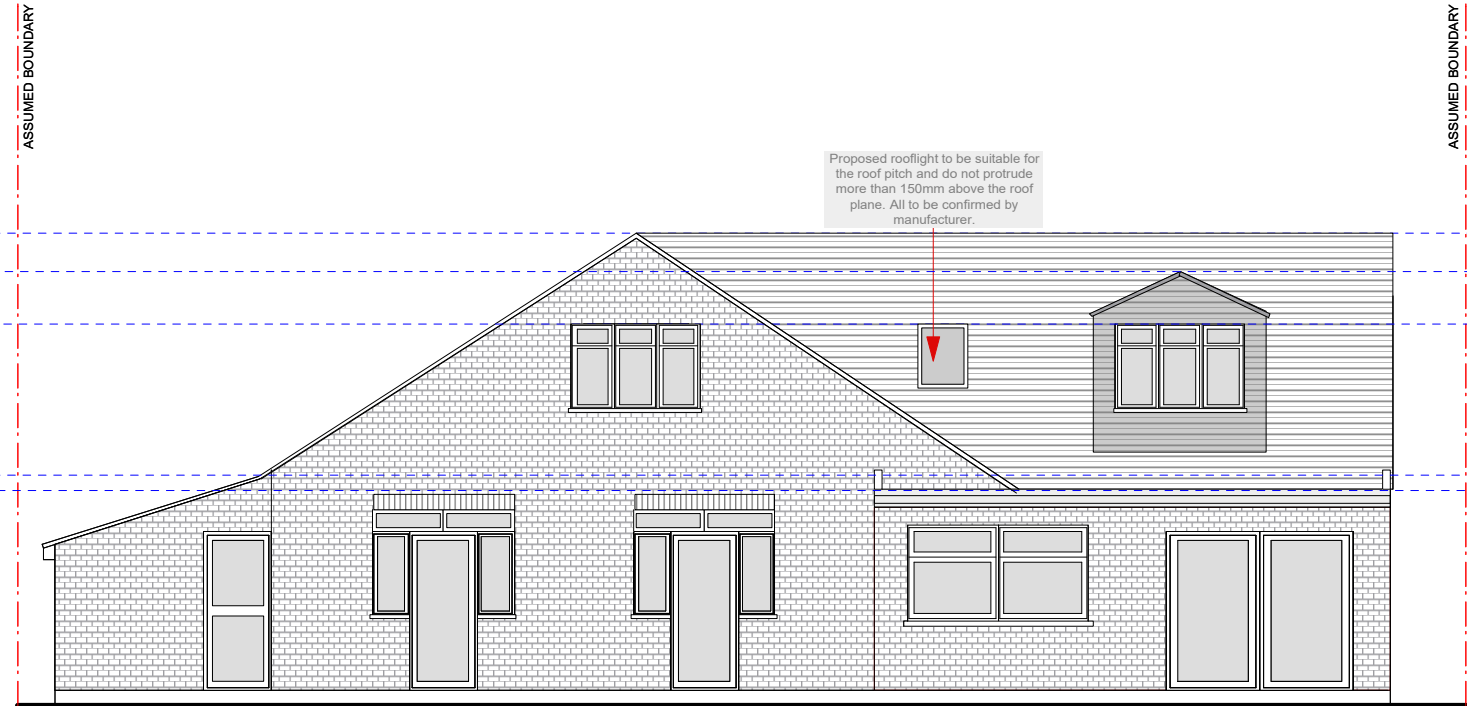 ASSUMED BOUNDARY
ASSUMED BOUNDARY
Proposed rooflight to be suitable for
the roof pitch and do not protrude
more than 150mm above the roof
plane. All to be confirmed by
manufacturer.